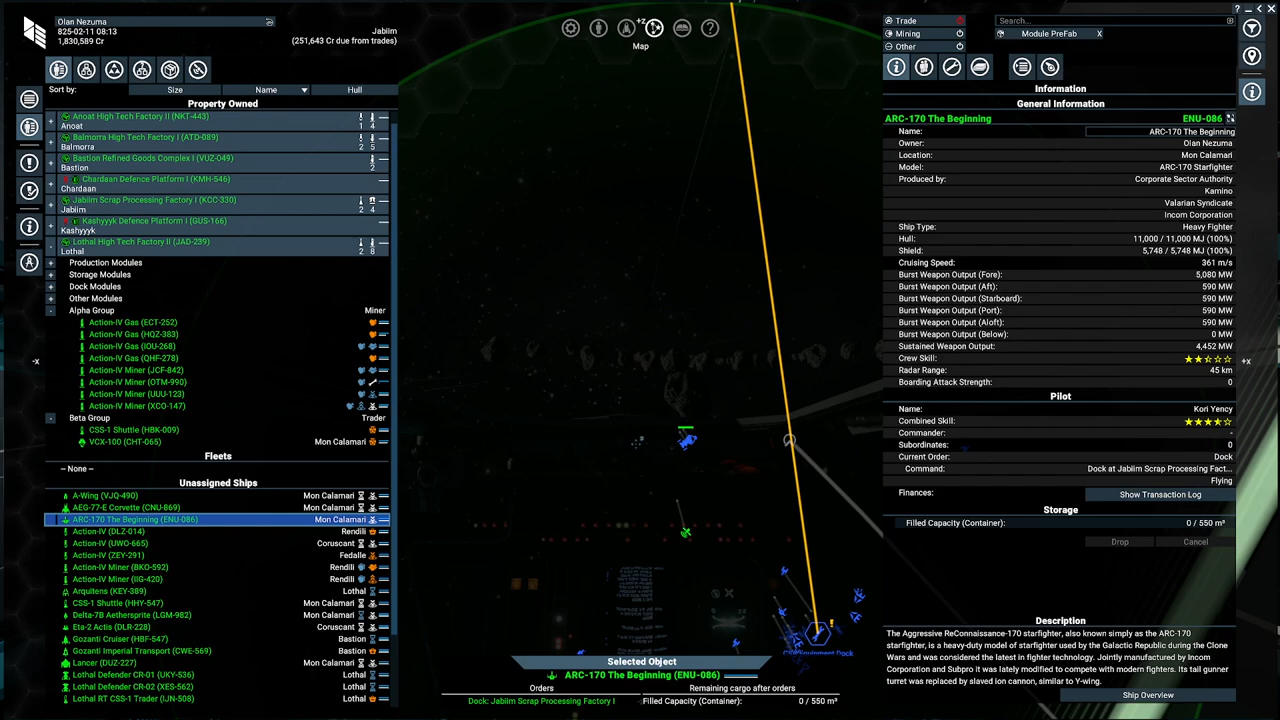 Olan Nezuma
825-02-11 08:13
1,830,589 Cr
Jabiim
(251,643 Cr due from trades)
Map
Sort by: Size Name Hull
Property Owned
Anoat High Tech Factory II (NKT-443)
Anoat 1 4
Balmorra High Tech Factory I (ATD-089)
Balmorra 2 5
Bastion Refined Goods Complex I (VUZ-049)
Bastion 2
Chardaan Defence Platform I (KMH-546)
Chardaan
Jabiim Scrap Processing Factory I (KCC-330)
Jabiim 2 4
Kashyyyk Defence Platform I (GUS-166)
Kashyyyk
Lothal High Tech Factory II (JAD-239)
Lothal 2 8
Production Modules
Storage Modules
Dock Modules
Other Modules
Alpha Group Miner
Action-IV Gas (ECT-252)
Action-IV Gas (HQZ-383)
Action-IV Gas (IOU-268)
Action-IV Gas (QHF-278)
Action-IV Miner (JCF-842)
Action-IV Miner (OTM-990)
Action-IV Miner (UUU-123)
Action-IV Miner (XCO-147)
Beta Group Trader
CSS-1 Shuttle (HBK-009)
VCX-100 (CHT-065) Mon Calamari
Fleets
-- None --
Unassigned Ships
A-Wing (VJQ-490) Mon Calamari
AEG-77-E Corvette (CNU-869) Mon Calamari
ARC-170 The Beginning (ENU-086) Mon Calamari
Action-IV (DLZ-014) Rendili
Action-IV (UWO-665) Coruscant
Action-IV (ZEY-291) Fedalle
Action-IV Miner (BKO-592) Rendili
Action-IV Miner (IIG-420) Rendili
Arquitens (KEY-389) Lothal
CSS-1 Shuttle (HHY-547) Mon Calamari
Delta-7B Aethersprite (LGM-982) Mon Calamari
Eta-2 Actis (DLR-228) Coruscant
Gozanti Cruiser (HBF-547) Bastion
Gozanti Imperial Transport (CWE-569) Bastion
Lancer (DUZ-227) Mon Calamari
Lothal Defender CR-01 (UKY-536) Lothal
Lothal Defender CR-02 (XES-562) Lothal
Lothal RT CSS-1 Trader (IJN-508) Lothal
-X
+Z
+X
Equipment Dock
Selected Object
ARC-170 The Beginning (ENU-086)
Orders Remaining cargo after orders
Dock: Jabiim Scrap Processing Factory I Filled Capacity (Container): 0 / 550 m³
Trade
Mining
Other
Search...
Module PreFab X
Information
General Information
ARC-170 The Beginning ENU-086
Name: ARC-170 The Beginning
Owner: Olan Nezuma
Location: Mon Calamari
Model: ARC-170 Starfighter
Produced by: Corporate Sector Authority
Kamino
Valarian Syndicate
Incom Corporation
Ship Type: Heavy Fighter
Hull: 11,000 / 11,000 MJ (100%)
Shield: 5,748 / 5,748 MJ (100%)
Cruising Speed: 361 m/s
Burst Weapon Output (Fore): 5,080 MW
Burst Weapon Output (Aft): 590 MW
Burst Weapon Output (Starboard): 590 MW
Burst Weapon Output (Port): 590 MW
Burst Weapon Output (Aloft): 590 MW
Burst Weapon Output (Below): 0 MW
Sustained Weapon Output: 4,452 MW
Crew Skill:
Radar Range: 45 km
Boarding Attack Strength: 0
Pilot
Name: Kori Yency
Combined Skill:
Commander: -
Subordinates: 0
Current Order: Dock
Command: Dock at Jabiim Scrap Processing Fact...
Flying
Finances: Show Transaction Log
Storage
Filled Capacity (Container): 0 / 550 m³
Drop Cancel
Description
The Aggressive ReConnaissance-170 starfighter, also known simply as the ARC-170
starfighter, is a heavy-duty model of starfighter used by the Galactic Republic during the Clone
Wars and was considered the latest in fighter technology. Jointly manufactured by Incom
Corporation and Subpro it was lately modified to compete with modern fighters. Its tail gunner
turret was replaced by slaved ion cannon, similar to Y-wing.
Ship Overview